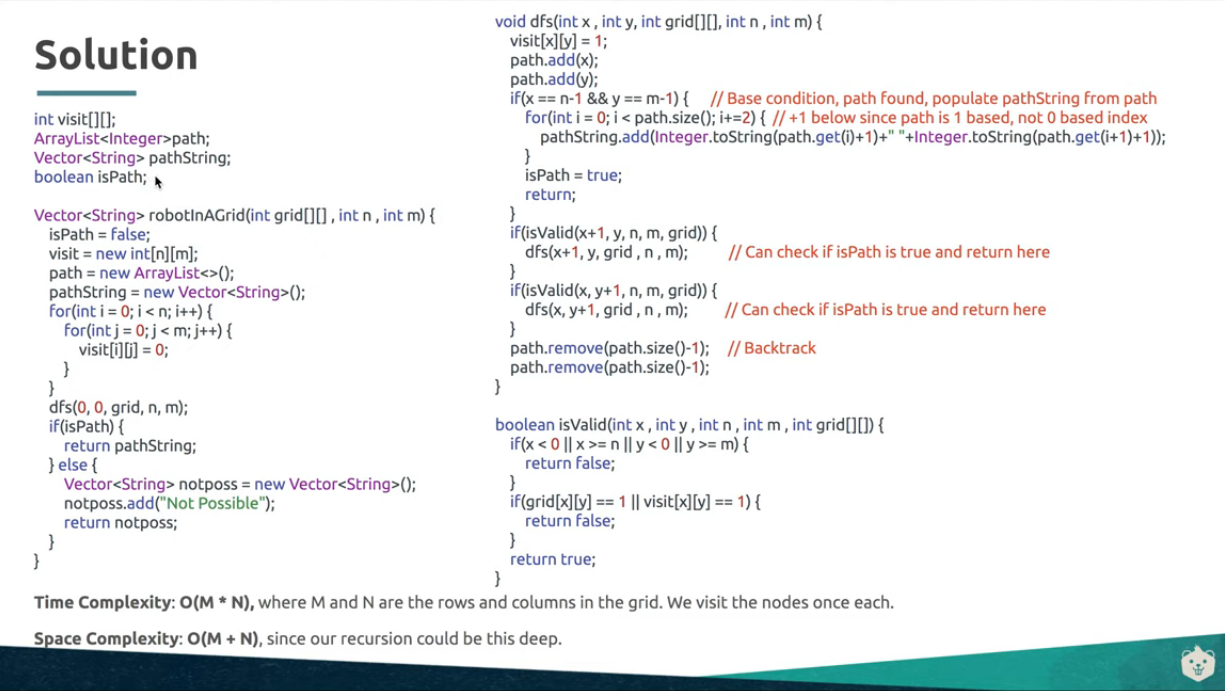 Solution
int visit[][];
ArrayList<Integer>path;
Vector<String> pathString;
boolean isPath;
Vector<String> robotInAGrid(int grid[][] , int n , int m) {
isPath = false;
visit = new int[n][m];
path = new ArrayList<>();
pathString = new Vector<String>();
for(int i = 0; i < n; i++) {
for(int j = 0; j < m; j++) {
visit[i][j] = 0;
}
}
dfs(0, 0, grid, n, m);
if(isPath) {
return pathString;
} else {
Vector<String> notposs = new Vector<String>();
notposs.add("Not Possible");
return notposs;
}
}
void dfs(int x , int y, int grid[][], int n , int m) {
visit[x][y] = 1;
path.add(x);
path.add(y);
if(x == n-1 && y == m-1) { // Base condition, path found, populate pathString from path
for(int i = 0; i < path.size(); i+=2) { // +1 below since path is 1 based, not 0 based index
pathString.add(Integer.toString(path.get(i)+1)+" "+Integer.toString(path.get(i+1)+1));
}
isPath = true;
return;
}
if(isValid(x+1, y, n, m, grid)) {
dfs(x+1, y, grid , n , m); // Can check if isPath is true and return here
}
if(isValid(x, y+1, n, m, grid)) {
dfs(x, y+1, grid , n , m); // Can check if isPath is true and return here
}
path.remove(path.size()-1); // Backtrack
path.remove(path.size()-1);
}
boolean isValid(int x , int y , int n , int m , int grid[][]) {
if(x < 0 || x >= n || y < 0 || y >= m) {
return false;
}
if(grid[x][y] == 1 || visit[x][y] == 1) {
return false;
}
return true;
}
Time Complexity: O(M * N), where M and N are the rows and columns in the grid. We visit the nodes once each.
Space Complexity: O(M + N), since our recursion could be this deep.